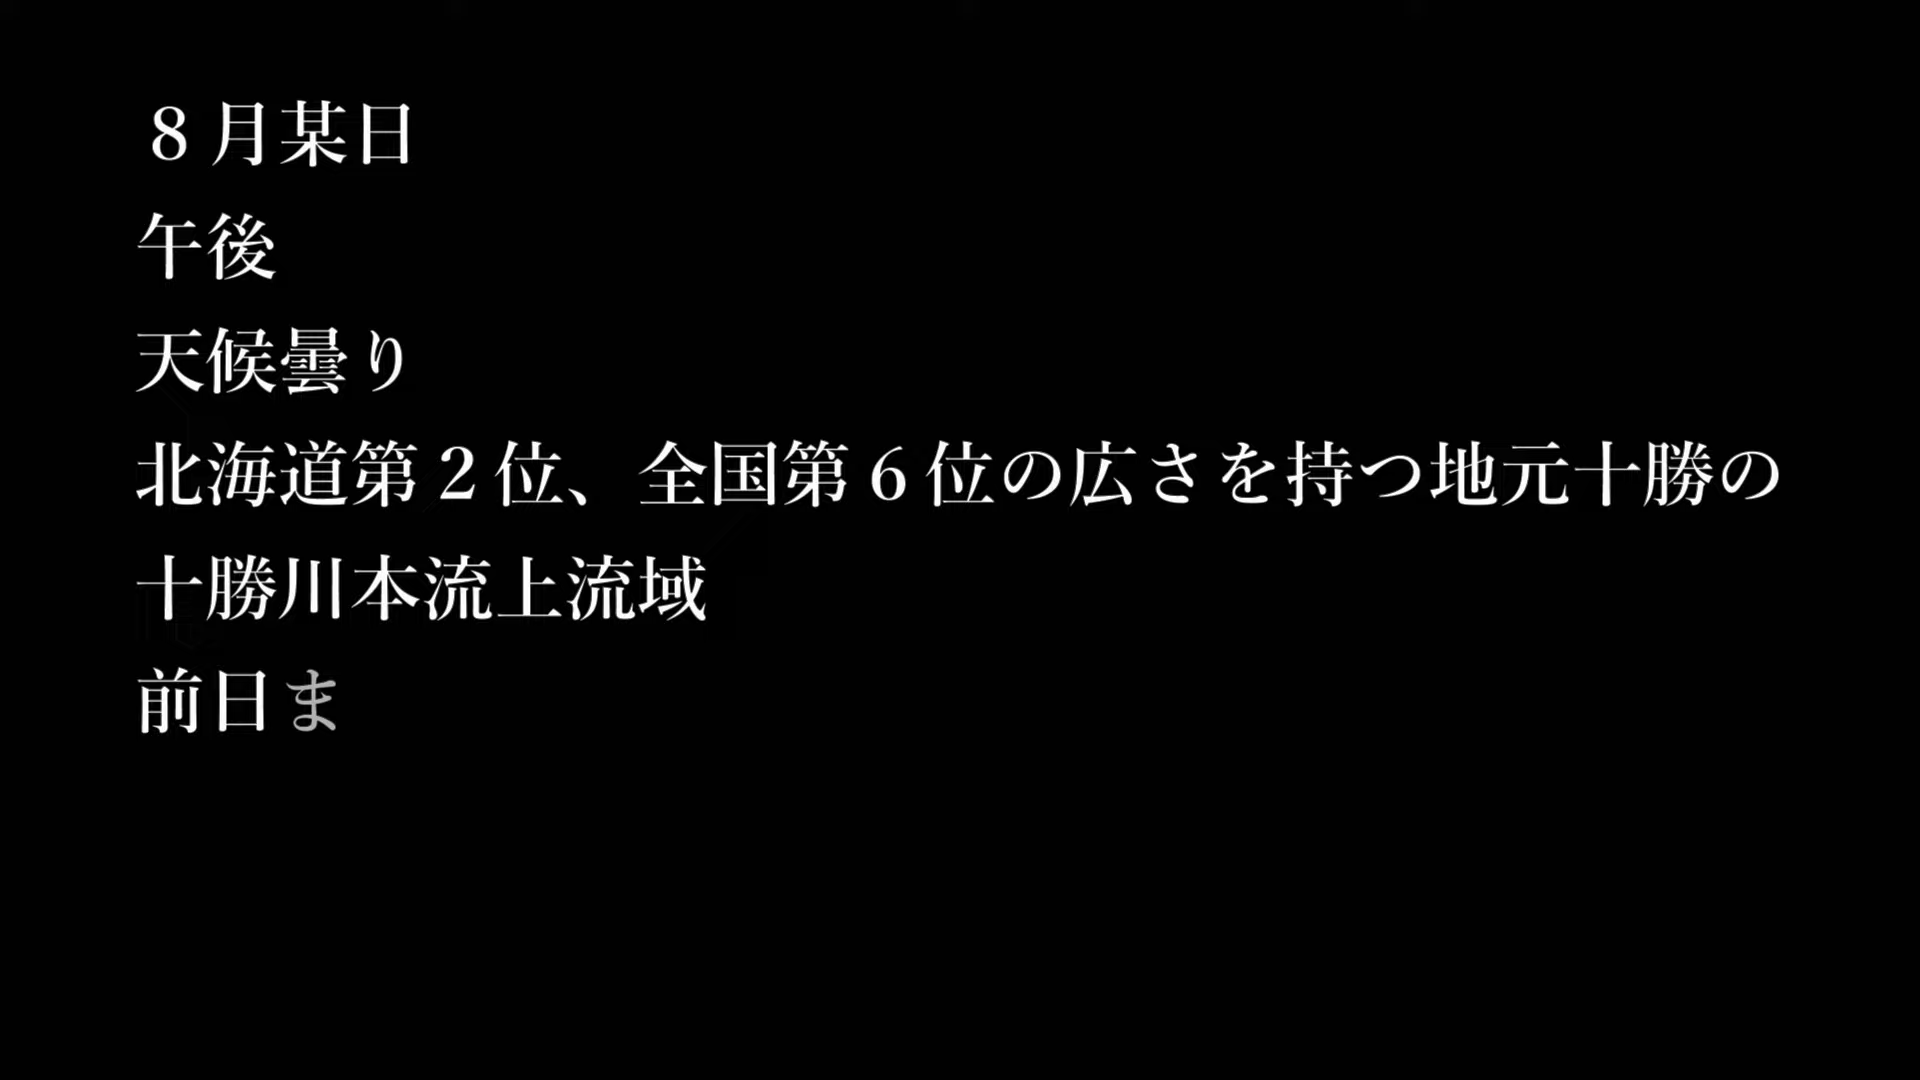 ８月某日
午後
天候曇り
北海道第２位、全国第６位の広さを持つ地元十勝の
十勝川本流上流域
前日ま